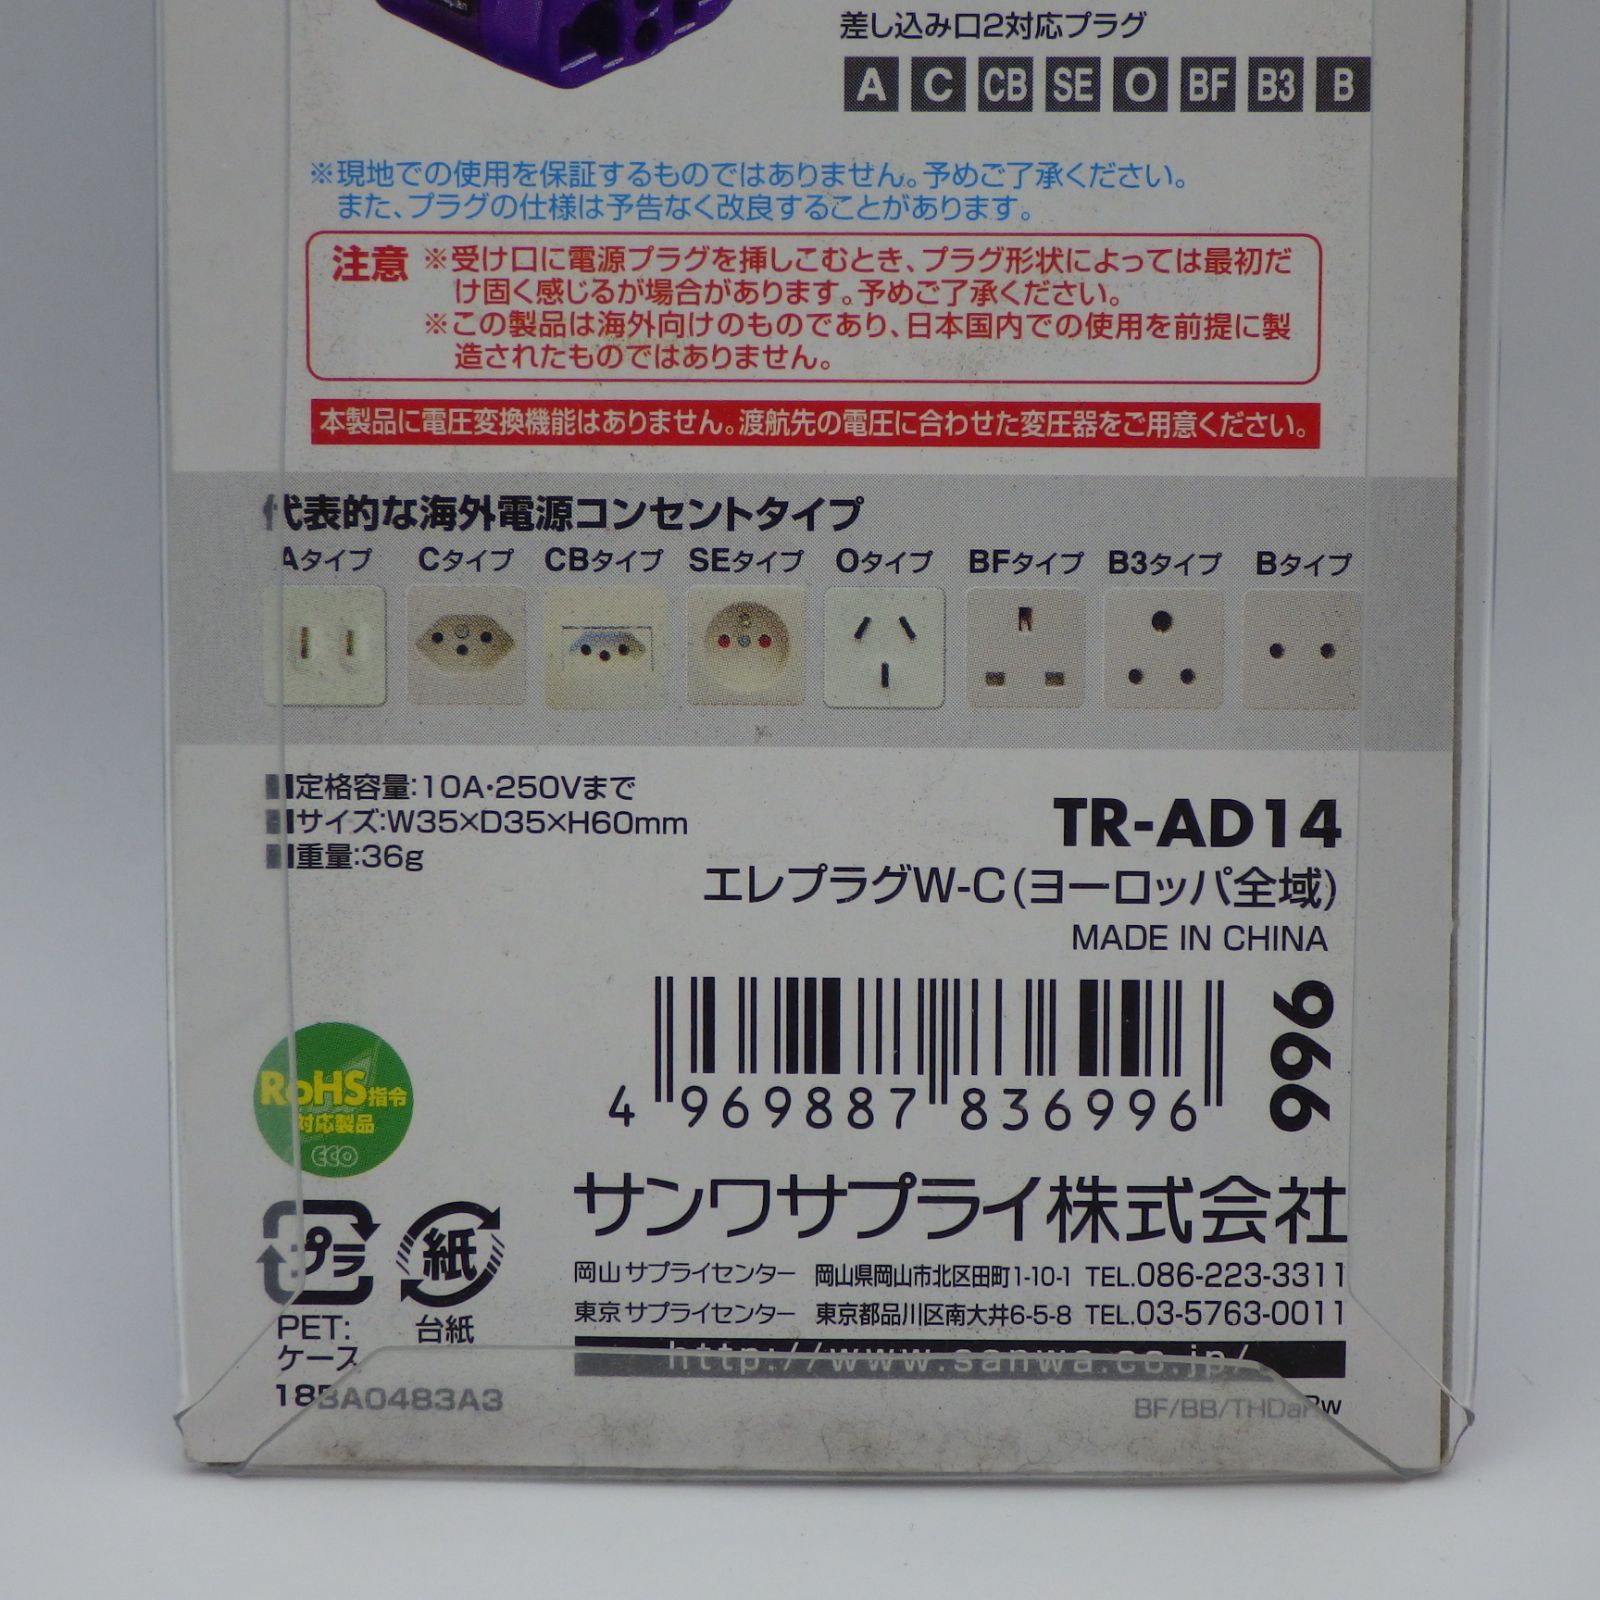 差し込み口2対応プラグ
A C CB SE O BF B3 B
※現地での使用を保証するものではありません。予めご了承ください。
また、プラグの仕様は予告なく改良することがあります。
注意 ※受け口に電源プラグを挿しこむとき、プラグ形状によっては最初だ
け固く感じるが場合があります。予めご了承ください。
※この製品は海外向けのものであり、日本国内での使用を前提に製
造されたものではありません。
本製品に電圧変換機能はありません。渡航先の電圧に合わせた変圧器をご用意ください。
代表的な海外電源コンセントタイプ
Aタイプ Cタイプ CBタイプ SEタイプ Oタイプ BFタイプ B3タイプ Bタイプ
■定格容量:10A・250Vまで
■サイズ:W35×D35×H60mm
■重量:36g
TR-AD14
エレプラグW-C(ヨーロッパ全域)
MADE IN CHINA
996
4 969887 836996
RoHS指令
対応製品
ECO
サンワサプライ株式会社
岡山サプライセンター 岡山県岡山市北区田町1-10-1 TEL.086-223-3311
東京サプライセンター 東京都品川区南大井6-5-8 TEL.03-5763-0011
http://www.sanwa.co.jp/
プラ
紙
PET:
ケース
台紙
185A0483A3
BF/BB/THDaRw